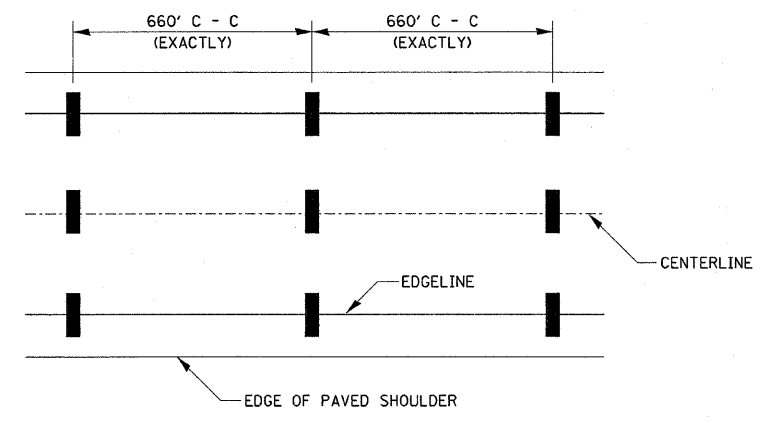 660' C - C
(EXACTLY)
660' C - C
(EXACTLY)
CENTERLINE
EDGELINE
EDGE OF PAVED SHOULDER